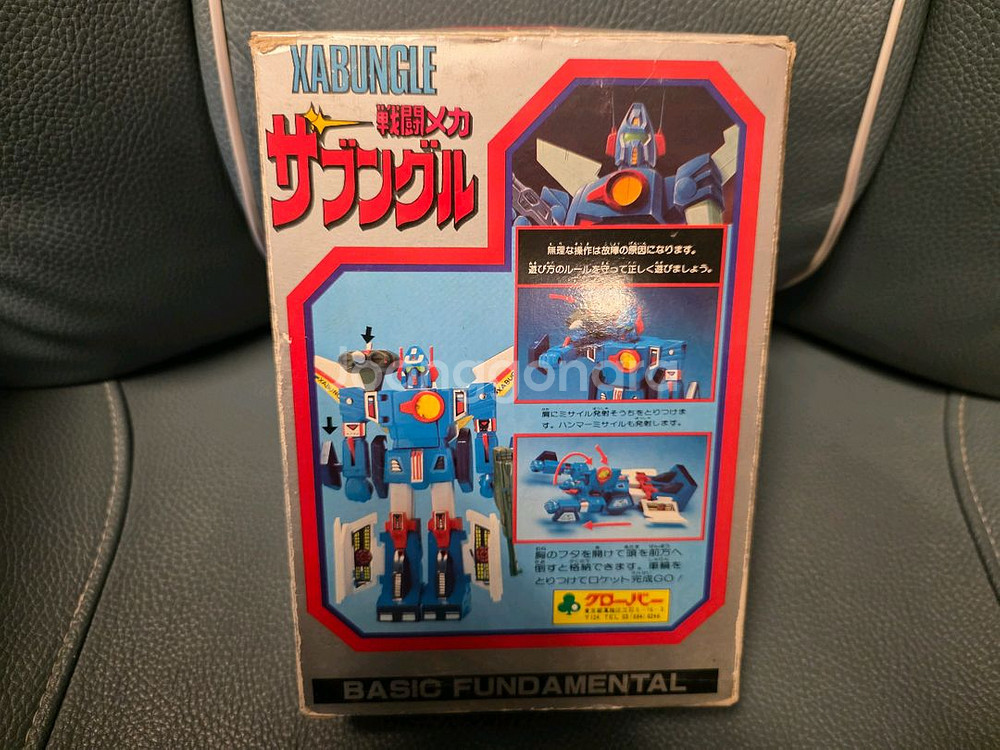 XABUNGLE
戦闘メカ
ザブングル
無理な操作は故障の原因になります。
遊び方のルールを守って正しく遊びましょう。
肩にミサイル発射そうちをとりつけま
す。ハンマーミサイルも発射します。
胸のフタを開けて頭を前方へ
倒すと格納できます。車輪を
とりつけてロケット完成GO!
クローバー
BASIC FUNDAMENTAL
joonggonara